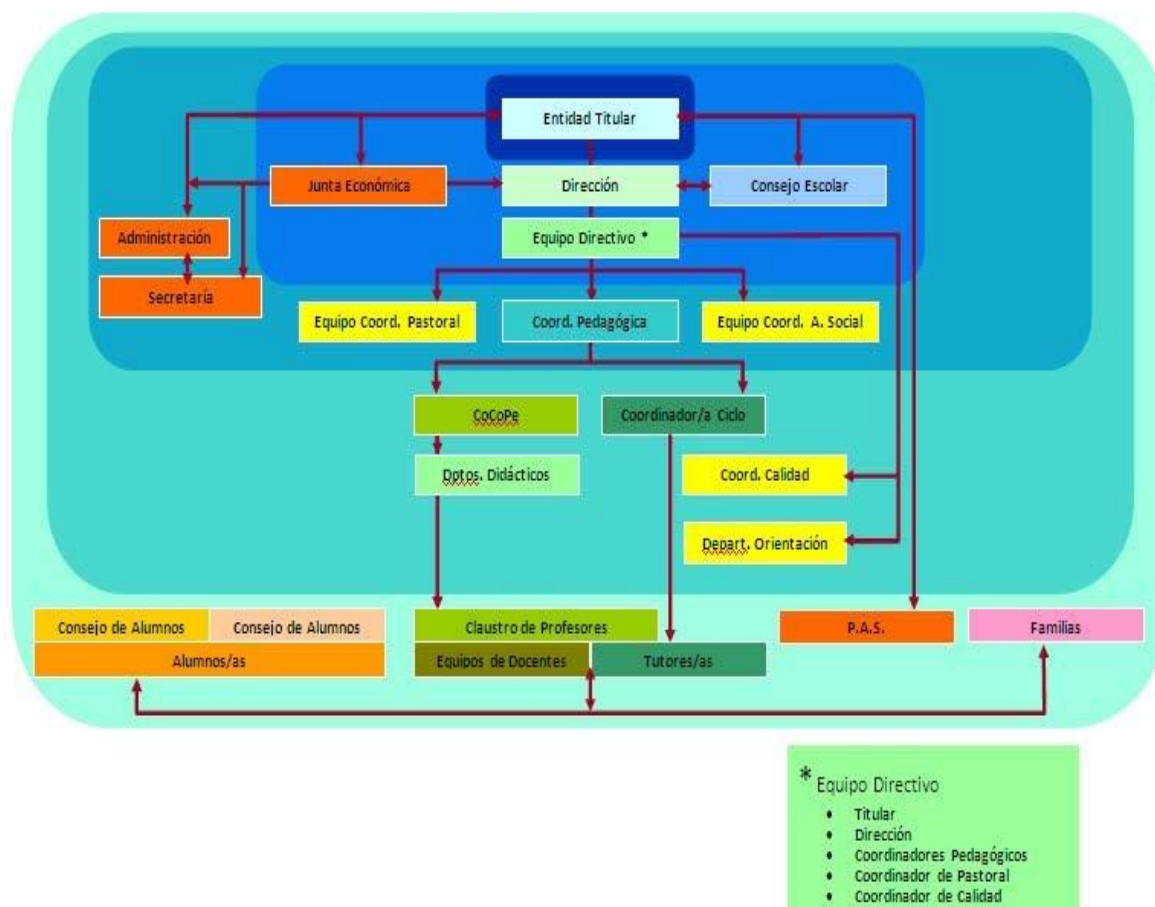 Entidad Titular
Junta Económica
Dirección
Consejo Escolar
Administración
Equipo Directivo *
Secretaría
Equipo Coord. Pastoral
Coord. Pedagógica
Equipo Coord. A. Social
CoCoPe
Coordinador/a Ciclo
Dptos. Didácticos
Coord. Calidad
Depart. Orientación
Consejo de Alumnos
Consejo de Alumnos
Claustro de Profesores
P.A.S.
Familias
Alumnos/as
Equipos de Docentes
Tutores/as
* Equipo Directivo
• Titular
• Dirección
• Coordinadores Pedagógicos
• Coordinador de Pastoral
• Coordinador de Calidad